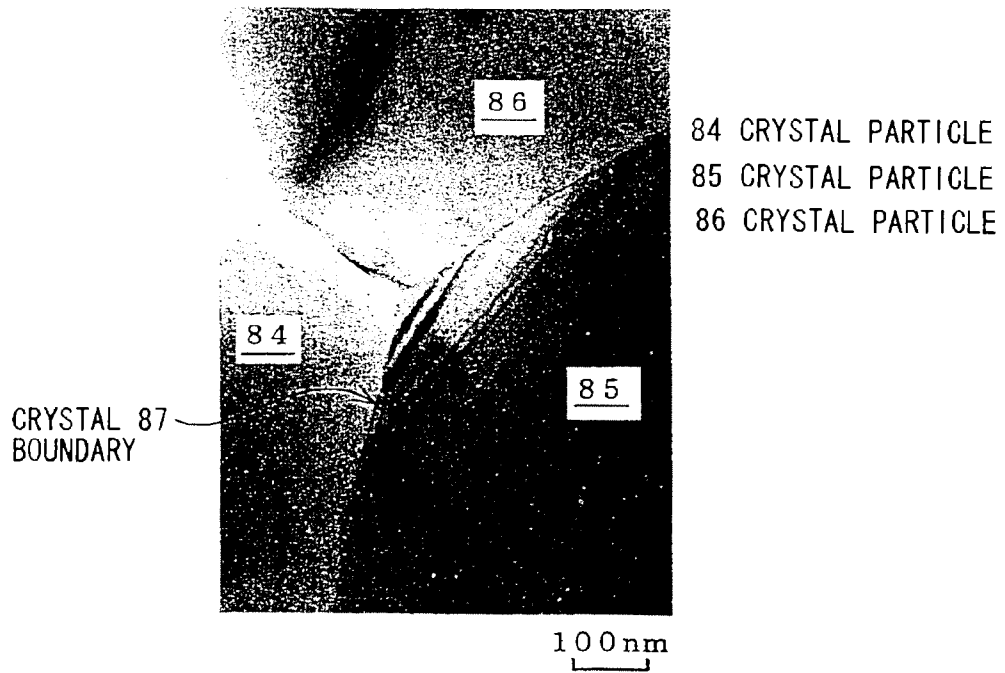 86
84 CRYSTAL PARTICLE
85 CRYSTAL PARTICLE
86 CRYSTAL PARTICLE
84
85
CRYSTAL 87
BOUNDARY
100nm